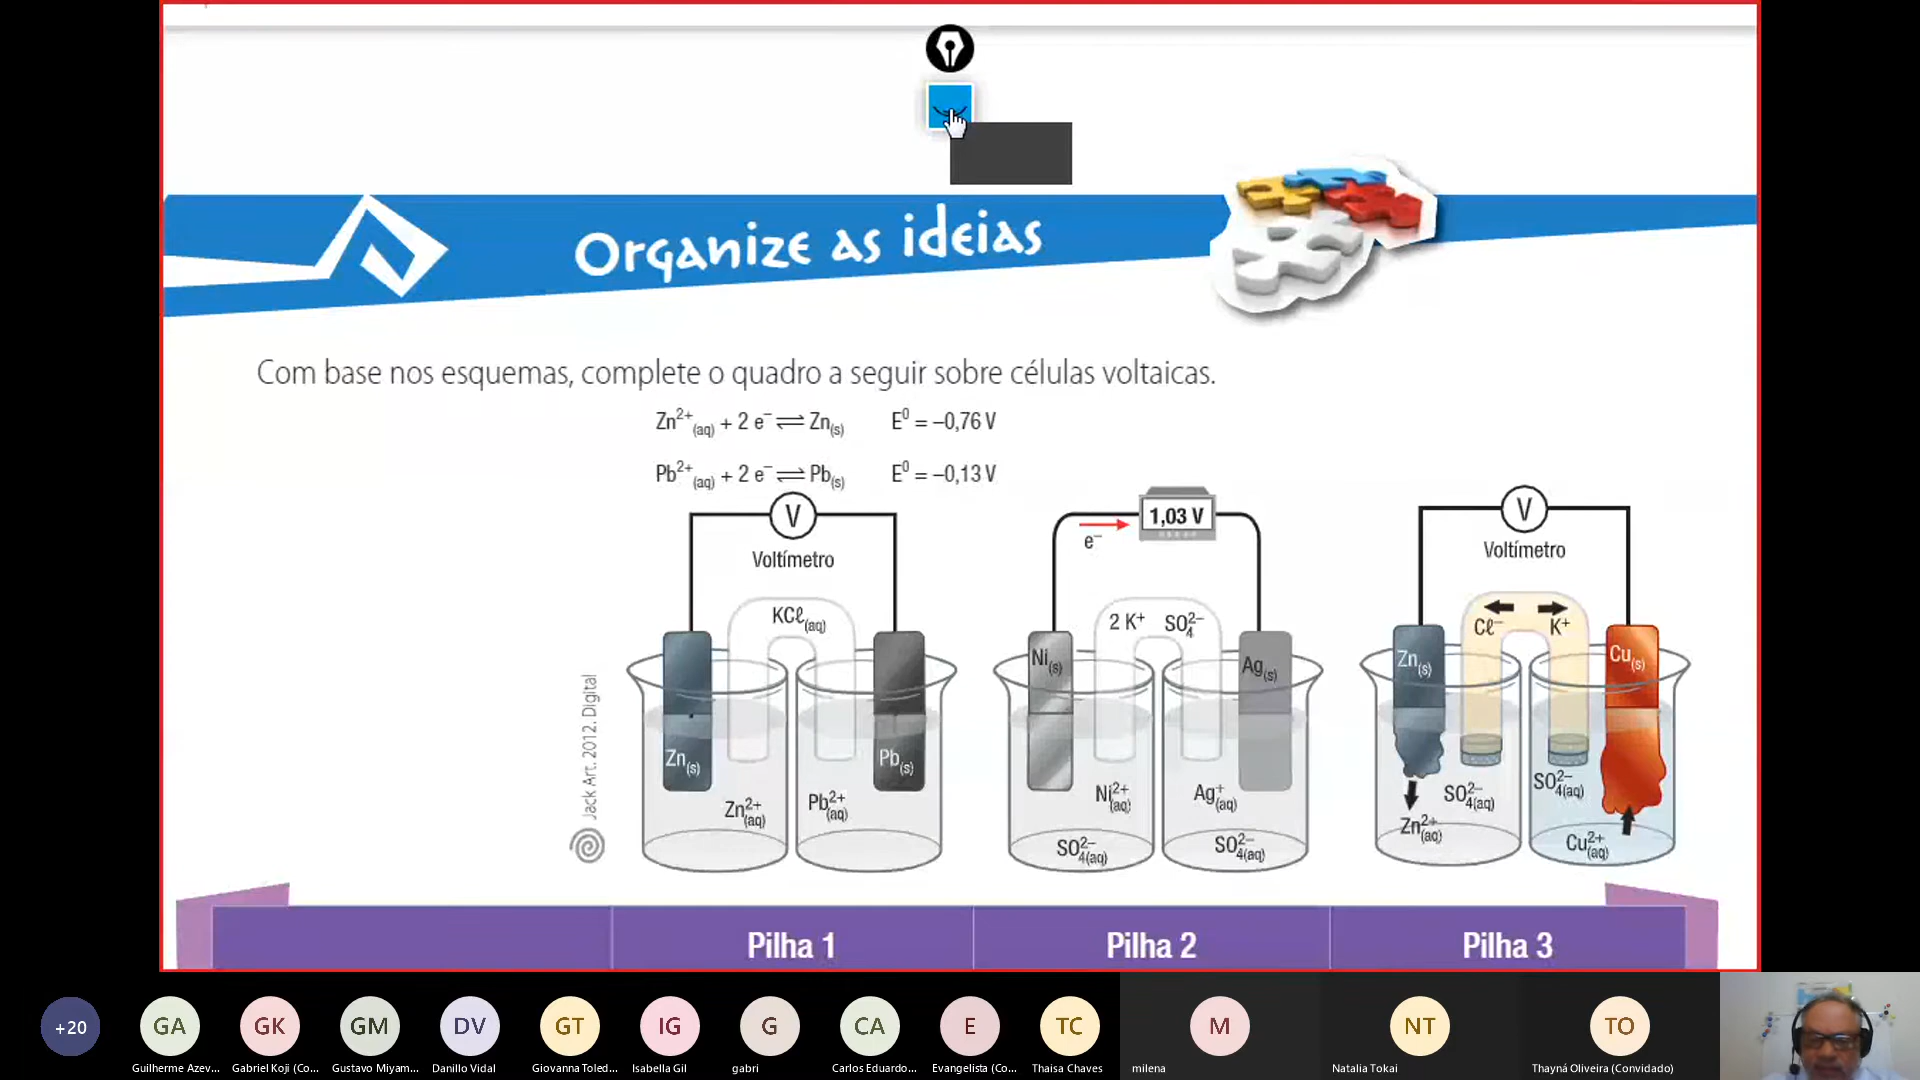 Organize as ideias
Com base nos esquemas, complete o quadro a seguir sobre células voltaicas.
Zn²⁺(aq) + 2 e⁻ ⇌ Zn(s) E⁰ = –0,76 V
Pb²⁺(aq) + 2 e⁻ ⇌ Pb(s) E⁰ = –0,13 V
V
Voltímetro
KCℓ(aq)
Zn(s)
Pb(s)
Zn²⁺(aq)
Pb²⁺(aq)
1,03 V
e⁻
2 K⁺ SO₄²⁻
Ni(s)
Ag(s)
Ni²⁺(aq)
Ag⁺(aq)
SO₄²⁻(aq)
SO₄²⁻(aq)
V
Voltímetro
Cℓ⁻ K⁺
Zn(s)
Cu(s)
SO₄²⁻(aq)
SO₄²⁻(aq)
Zn²⁺(aq)
Cu²⁺(aq)
Jack Art. 2012. Digital
Pilha 1 Pilha 2 Pilha 3
+20 GA GK GM DV GT IG G CA E TC M NT TO
Guilherme Azev... Gabriel Koji (Co... Gustavo Miyam... Danillo Vidal Giovanna Toled... Isabella Gil gabri Carlos Eduardo... Evangelista (Co... Thaisa Chaves milena Natalia Tokai Thayná Oliveira (Convidado)